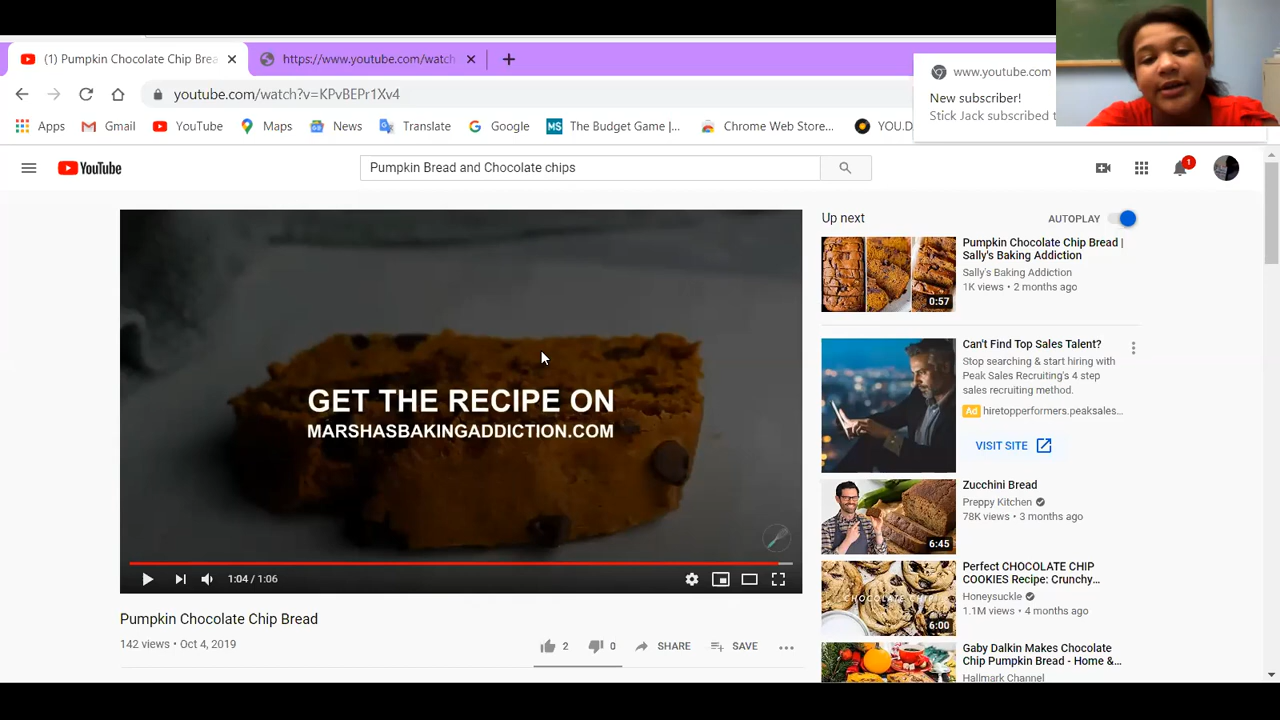 (1) Pumpkin Chocolate Chip Brea
https://www.youtube.com/watch
youtube.com/watch?v=KPvBEPr1Xv4
www.youtube.com
New subscriber!
Stick Jack subscribed t
Apps Gmail YouTube Maps News Translate Google The Budget Game |... Chrome Web Store... YOU.D
YouTube
Pumpkin Bread and Chocolate chips
1
GET THE RECIPE ON
MARSHASBAKINGADDICTION.COM
1:04 / 1:06
Pumpkin Chocolate Chip Bread
142 views • Oct 4, 2019
2 0 SHARE SAVE
Up next AUTOPLAY
0:57
Pumpkin Chocolate Chip Bread |
Sally's Baking Addiction
Sally's Baking Addiction
1K views • 2 months ago
Can't Find Top Sales Talent?
Stop searching & start hiring with
Peak Sales Recruiting's 4 step
sales recruiting method.
Ad hiretopperformers.peaksales...
VISIT SITE
6:45
Zucchini Bread
Preppy Kitchen
78K views • 3 months ago
CHOCOLATE CHIP
6:00
Perfect CHOCOLATE CHIP
COOKIES Recipe: Crunchy...
Honeysuckle
1.1M views • 4 months ago
Gaby Dalkin Makes Chocolate
Chip Pumpkin Bread - Home &...
Hallmark Channel